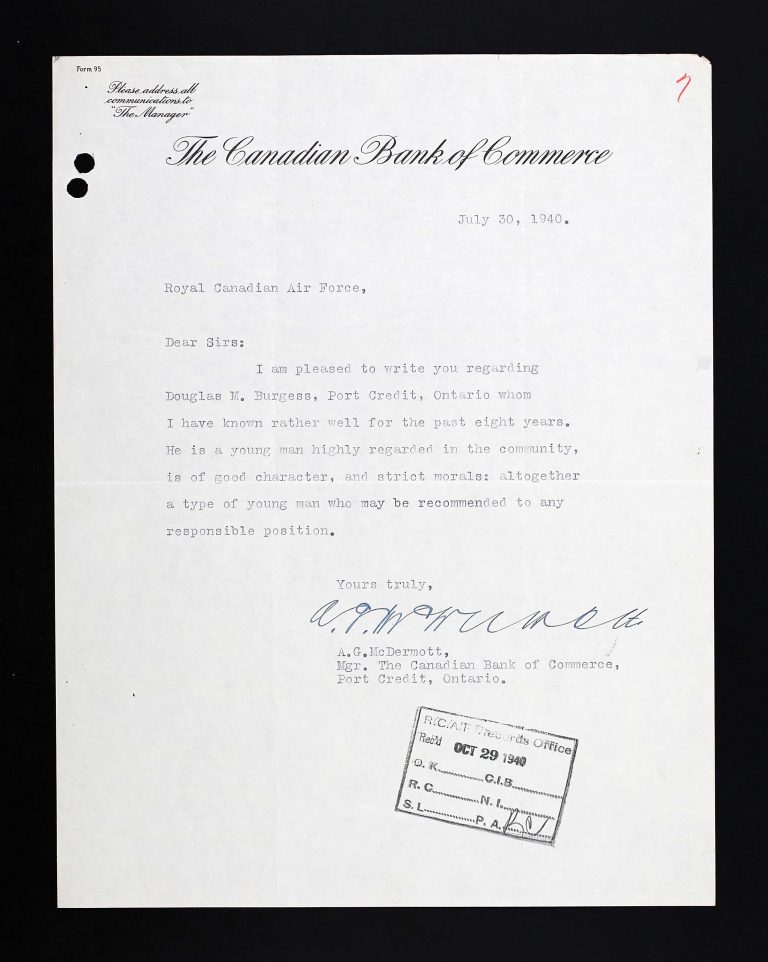 Form 95
Please address all
communications to
"The Manager"
7
The Canadian Bank of Commerce
July 30, 1940.
Royal Canadian Air Force,
Dear Sirs:
I am pleased to write you regarding
Douglas M. Burgess, Port Credit, Ontario whom
I have known rather well for the past eight years.
He is a young man highly regarded in the community,
is of good character, and strict morals: altogether
a type of young man who may be recommended to any
responsible position.
Yours truly,
A.G.McDermott,
Mgr. The Canadian Bank of Commerce,
Port Credit, Ontario.
R.C.A.F. Records Office
Rec'd OCT 29 1940
O. K. C.I.B.
R. C. N. I.
S. L. P. A.